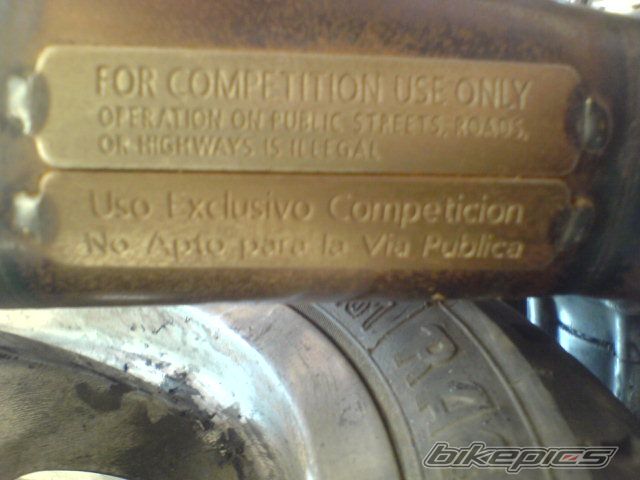 FOR COMPETITION USE ONLY
OPERATION ON PUBLIC STREETS, ROADS,
OR HIGHWAYS IS ILLEGAL
Uso Exclusivo Competicion
No Apto para la Via Publica
bikepics